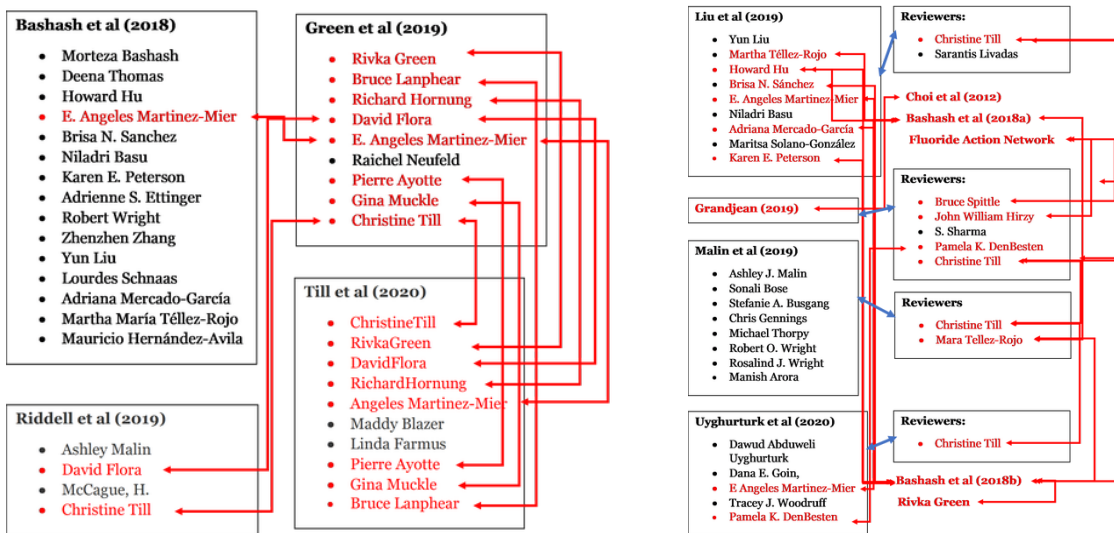 Bashash et al (2018)
Morteza Bashash
Deena Thomas
Howard Hu
E. Angeles Martinez-Mier
Brisa N. Sanchez
Niladri Basu
Karen E. Peterson
Adrienne S. Ettinger
Robert Wright
Zhenzhen Zhang
Yun Liu
Lourdes Schnaas
Adriana Mercado-García
Martha María Téllez-Rojo
Mauricio Hernández-Avila
Riddell et al (2019)
Ashley Malin
David Flora
McCague, H.
Christine Till
Green et al (2019)
Rivka Green
Bruce Lanphear
Richard Hornung
David Flora
E. Angeles Martinez-Mier
Raichel Neufeld
Pierre Ayotte
Gina Muckle
Christine Till
Till et al (2020)
ChristineTill
RivkaGreen
DavidFlora
RichardHornung
Angeles Martinez-Mier
Maddy Blazer
Linda Farmus
Pierre Ayotte
Gina Muckle
Bruce Lanphear
Liu et al (2019)
Yun Liu
Martha Téllez-Rojo
Howard Hu
Brisa N. Sánchez
E. Angeles Martinez-Mier
Niladri Basu
Adriana Mercado-García
Maritsa Solano-González
Karen E. Peterson
Grandjean (2019)
Malin et al (2019)
Ashley J. Malin
Sonali Bose
Stefanie A. Busgang
Chris Gennings
Michael Thorpy
Robert O. Wright
Rosalind J. Wright
Manish Arora
Uyghurturk et al (2020)
Dawud Abduweli
Uyghurturk
Dana E. Goin,
E Angeles Martinez-Mier
Tracey J. Woodruff
Pamela K. DenBesten
Reviewers:
Christine Till
Sarantis Livadas
Choi et al (2012)
Bashash et al (2018a)
Fluoride Action Network
Reviewers:
Bruce Spittle
John William Hirzy
S. Sharma
Pamela K. DenBesten
Christine Till
Reviewers
Christine Till
Mara Tellez-Rojo
Reviewers:
Christine Till
Bashash et al (2018b)
Rivka Green